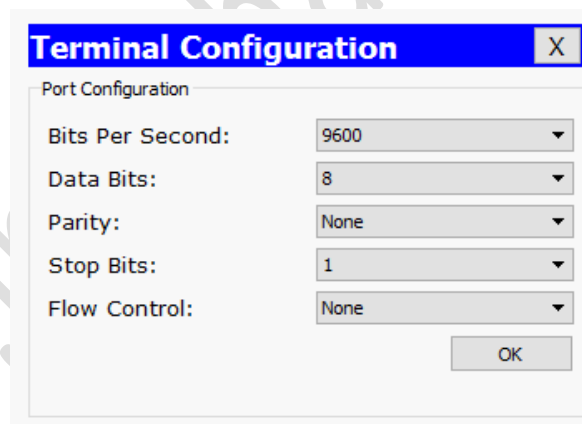 Terminal Configuration X
Port Configuration
Bits Per Second: 9600
Data Bits: 8
Parity: None
Stop Bits: 1
Flow Control: None
OK